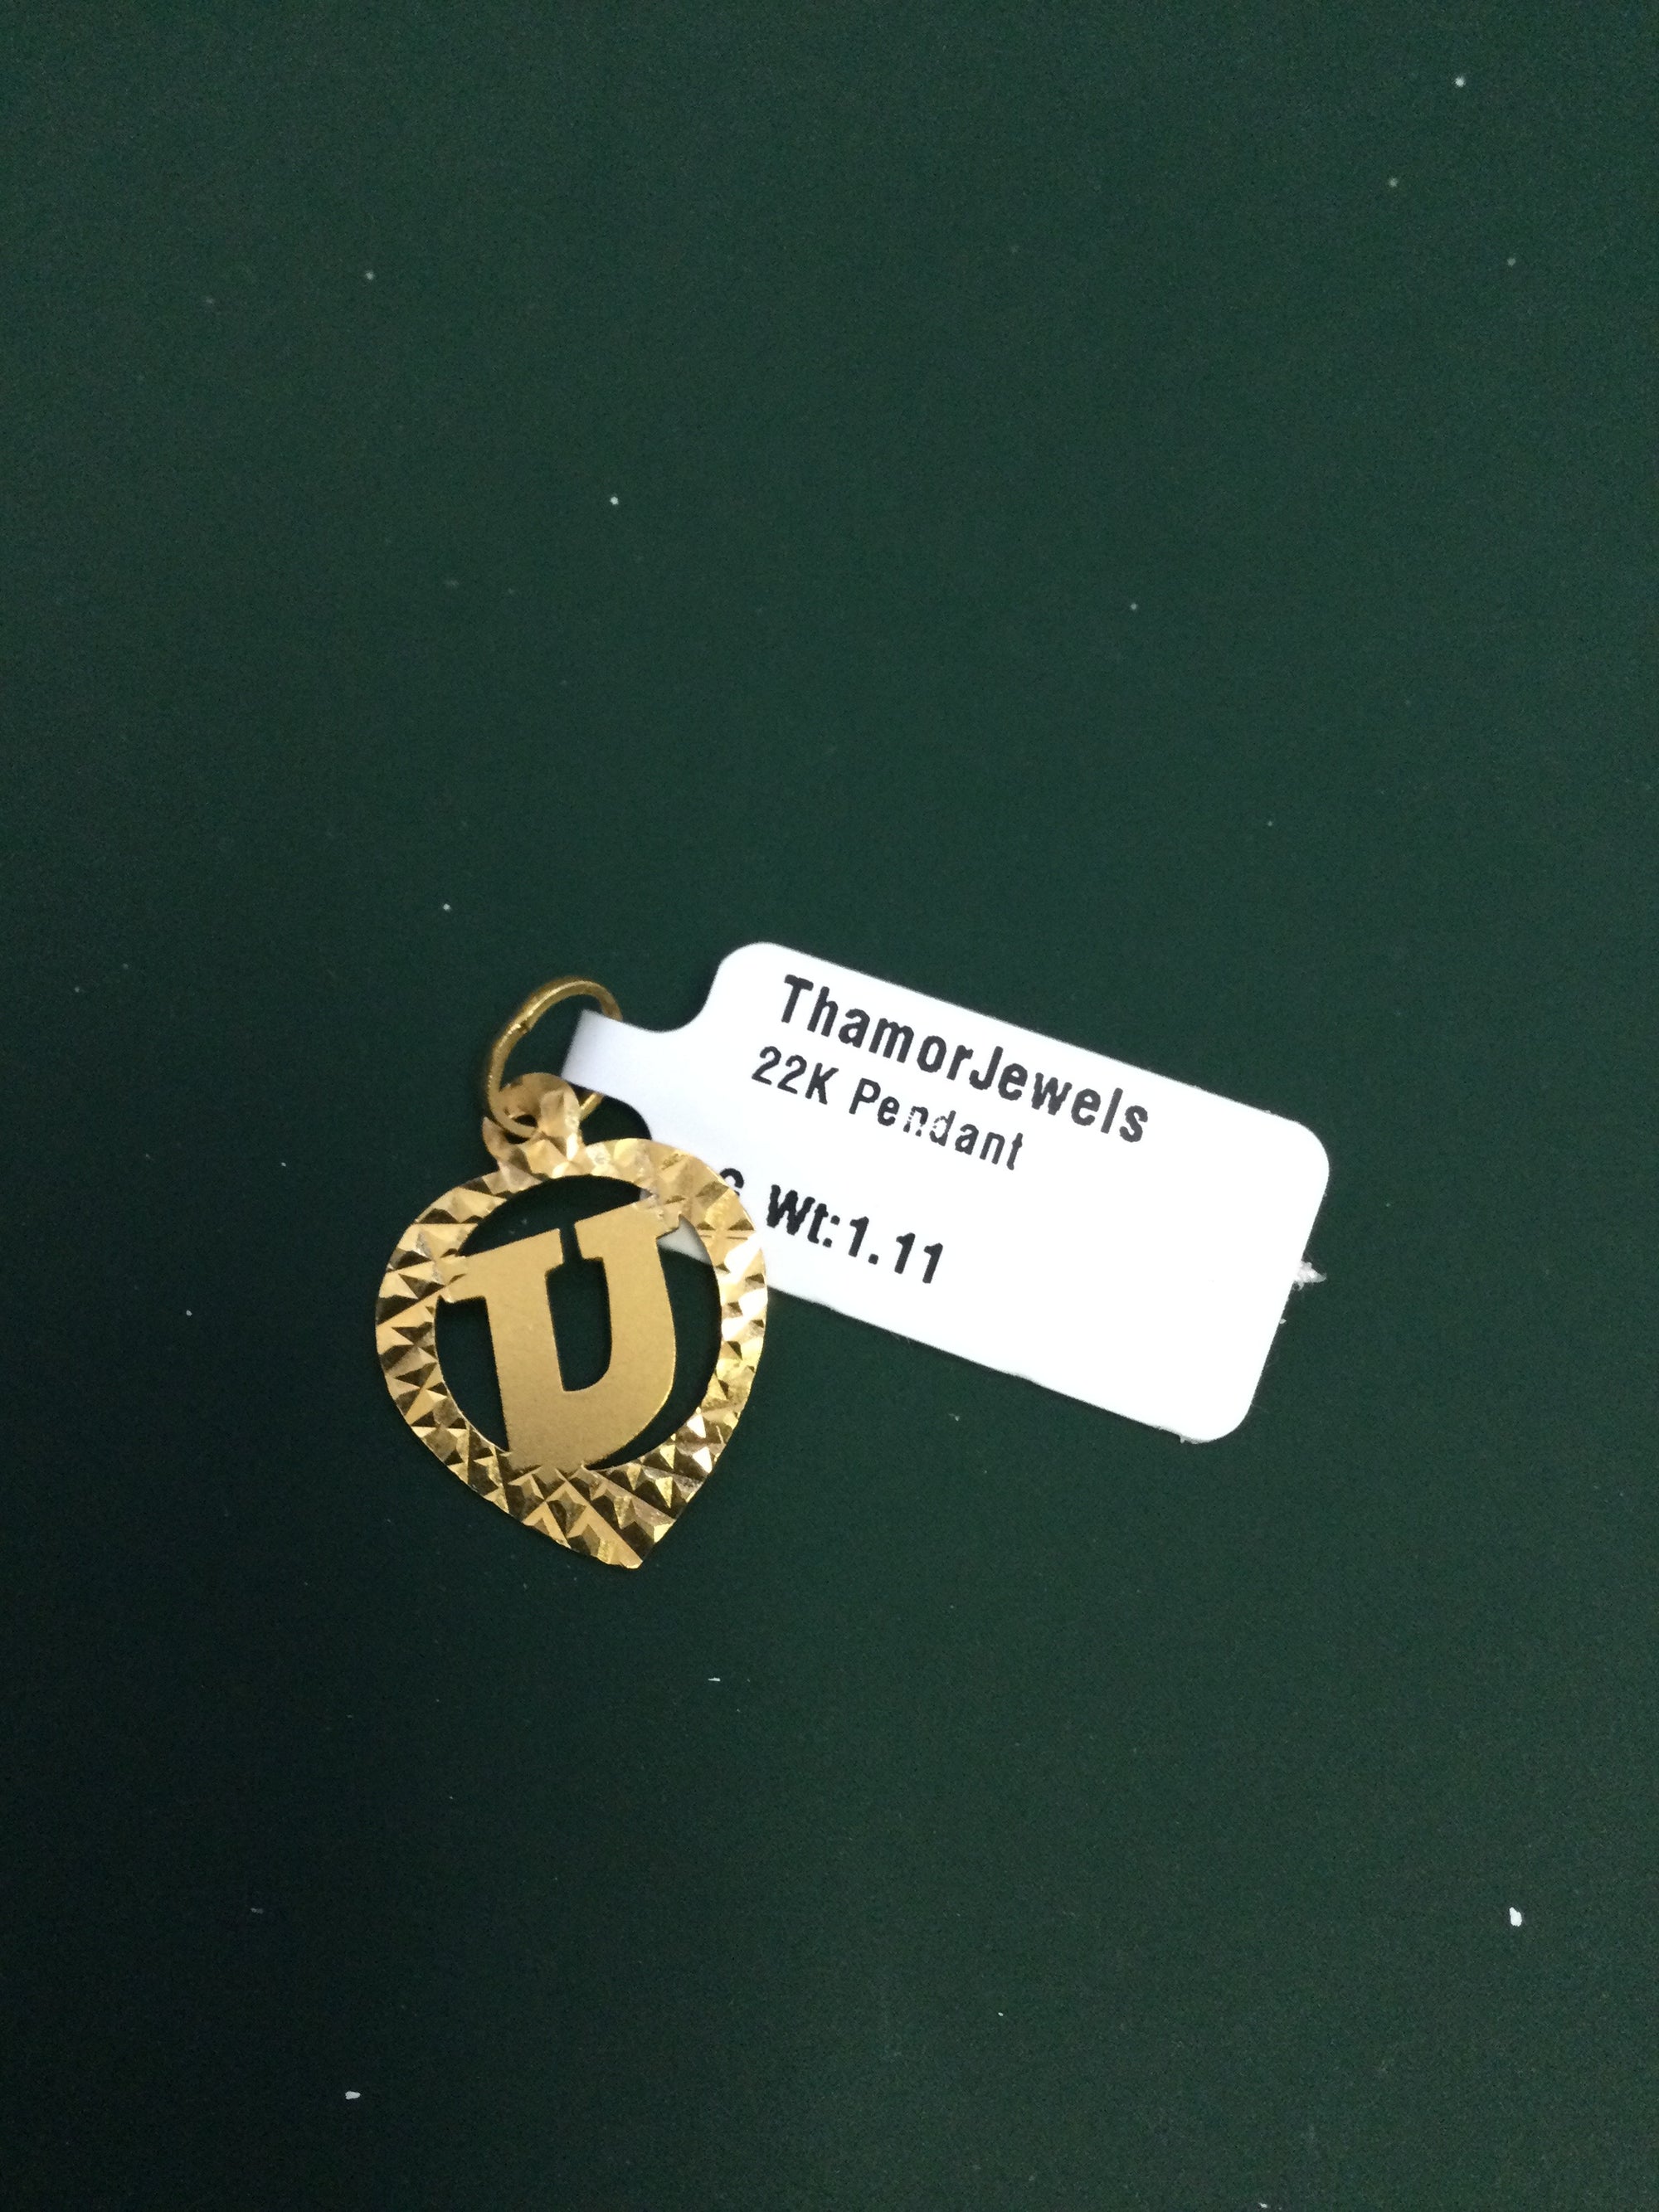 ThamorJewels
22K Pendant
Wt:1.11
U